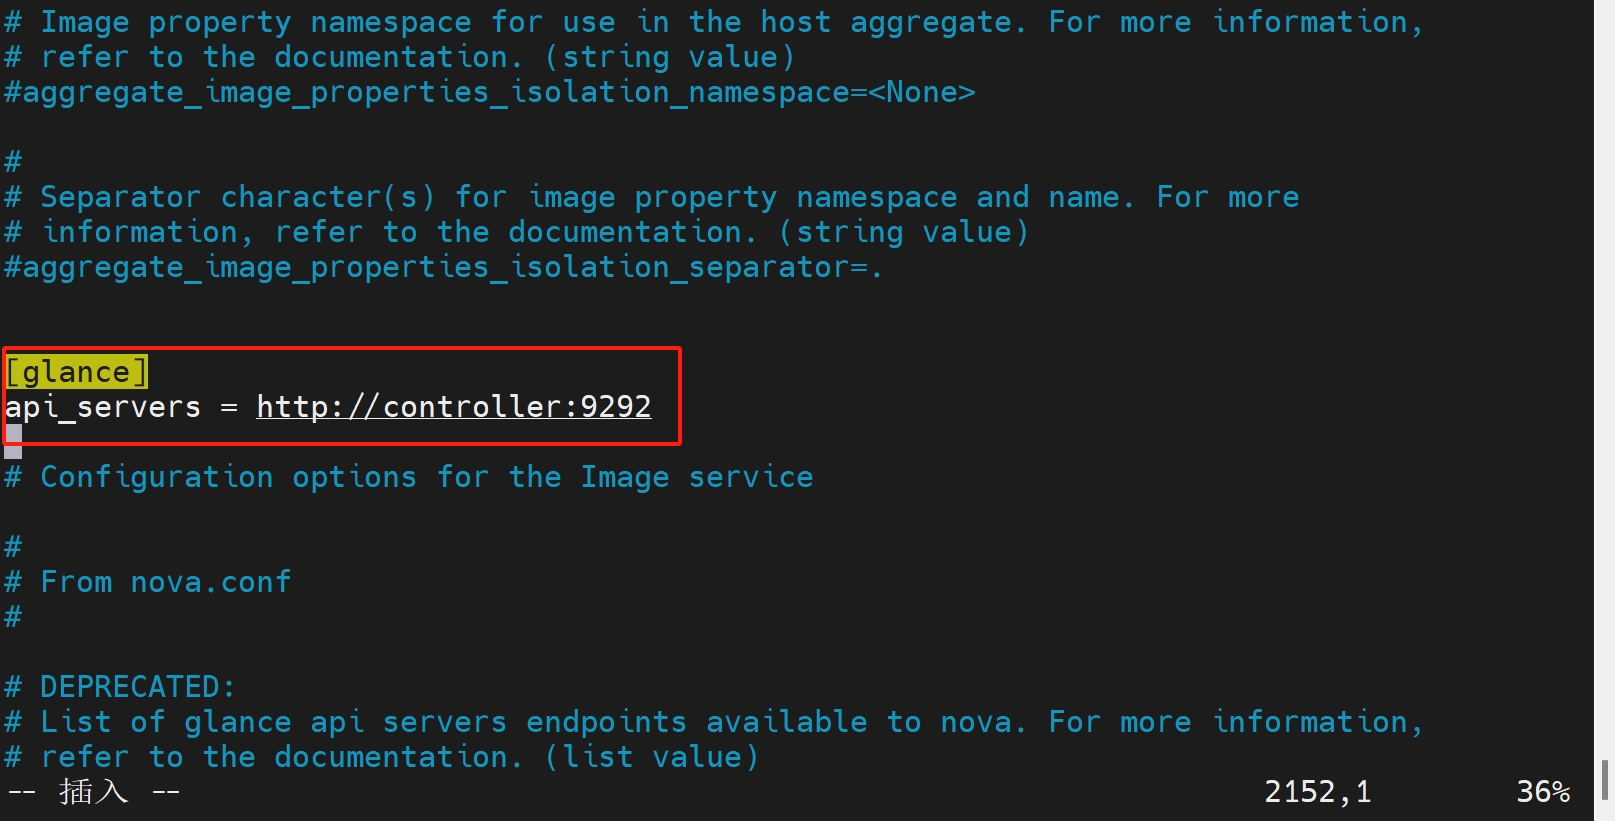 # Image property namespace for use in the host aggregate. For more information,
# refer to the documentation. (string value)
#aggregate_image_properties_isolation_namespace=<None>
#
# Separator character(s) for image property namespace and name. For more
# information, refer to the documentation. (string value)
#aggregate_image_properties_isolation_separator=.
[glance]
api_servers = http://controller:9292
# Configuration options for the Image service
#
# From nova.conf
#
# DEPRECATED:
# List of glance api servers endpoints available to nova. For more information,
# refer to the documentation. (list value)
-- 插入 -- 2152,1 36%